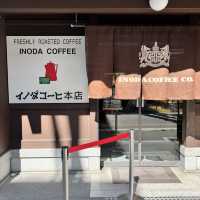 FRESHLY ROASTED COFFEE
INODA COFFEE
イノダコーヒ本店
INODA COFFEE CO.